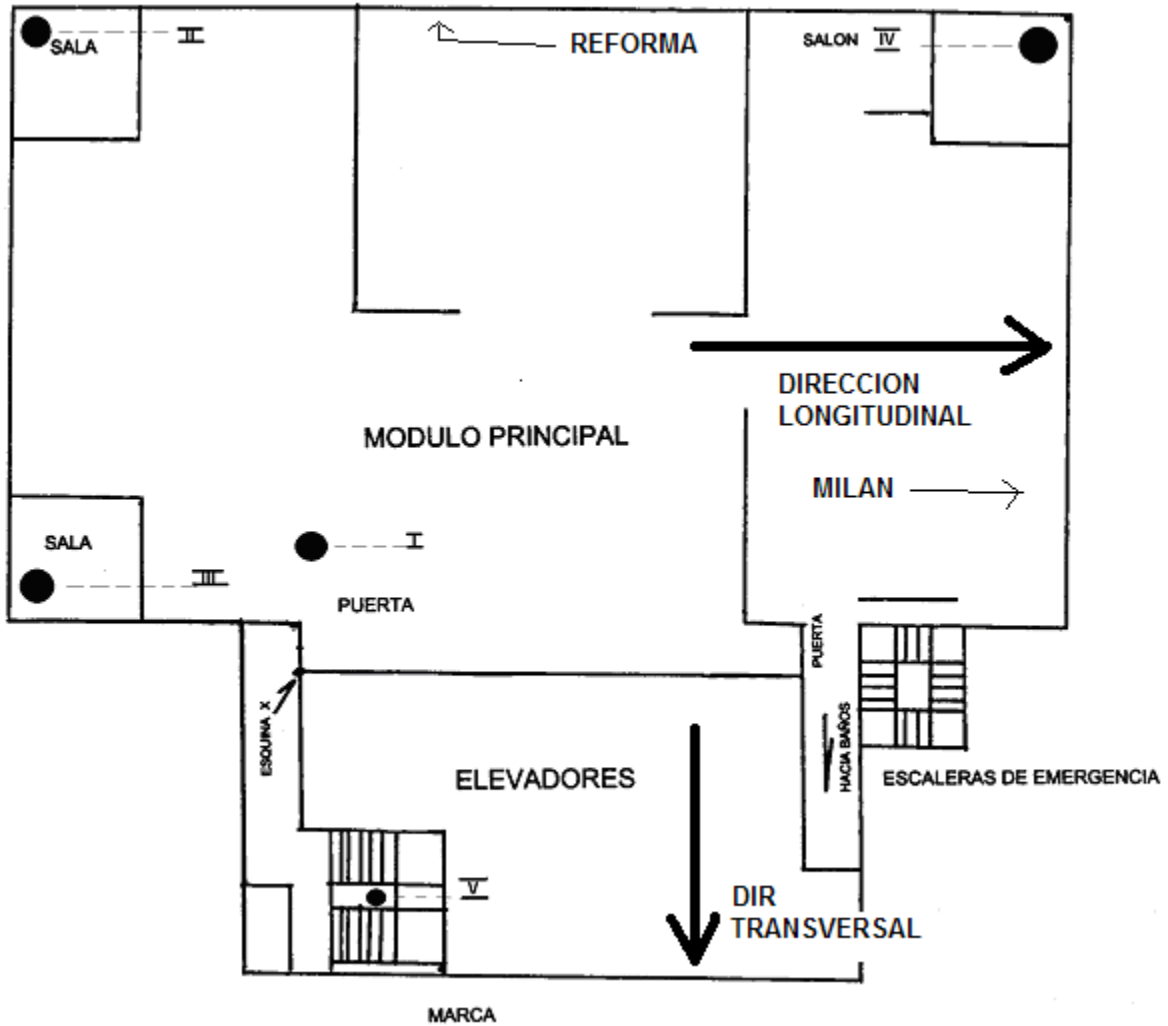 SALA
II
REFORMA
SALON
IV
DIRECCION
LONGITUDINAL
MODULO PRINCIPAL
MILAN
SALA
I
III
PUERTA
PUERTA
ESQUINA X
HACIA BAÑOS
ELEVADORES
ESCALERAS DE EMERGENCIA
V
DIR
TRANSVERSAL
MARCA